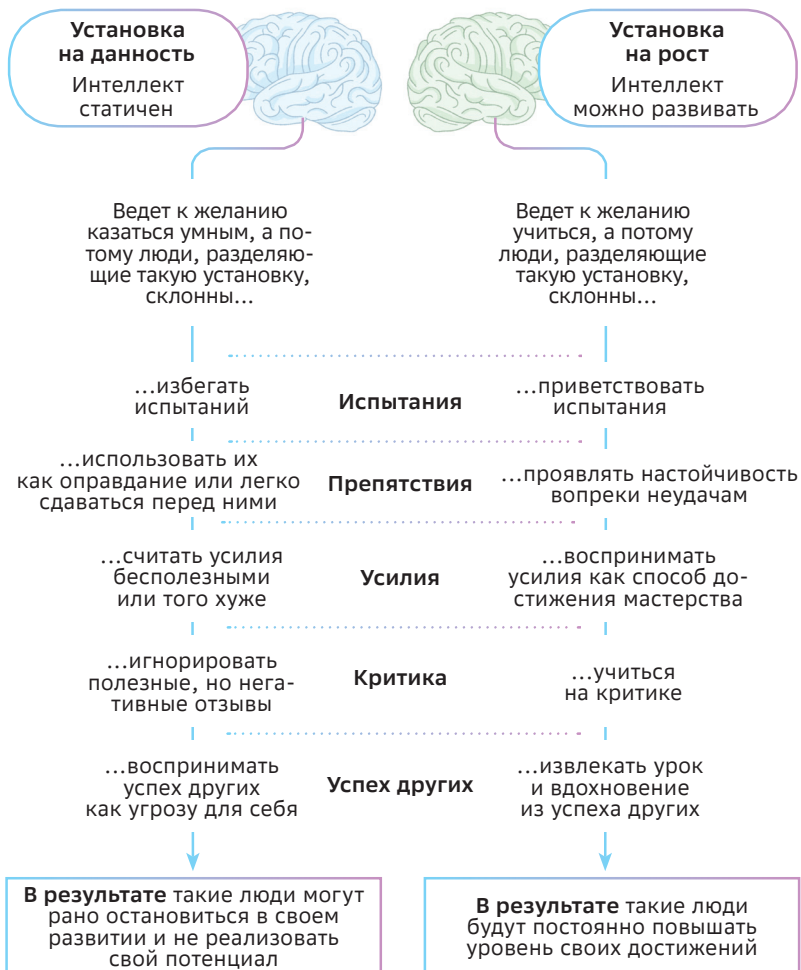 Установка
на данность
Интеллект
статичен
Установка
на рост
Интеллект
можно развивать
Ведет к желанию
казаться умным, а по-
тому люди, разделяю-
щие такую установку,
склонны...
Ведет к желанию
учиться, а потому
люди, разделяющие
такую установку,
склонны...
...избегать
испытаний
Испытания
...приветствовать
испытания
...использовать их
как оправдание или легко
сдаваться перед ними
Препятствия
...проявлять настойчивость
вопреки неудачам
...считать усилия
бесполезными
или того хуже
Усилия
...воспринимать
усилия как способ до-
стижения мастерства
...игнорировать
полезные, но нега-
тивные отзывы
Критика
...учиться
на критике
...воспринимать
успех других
как угрозу для себя
Успех других
...извлекать урок
и вдохновение
из успеха других
В результате такие люди могут
рано остановиться в своем
развитии и не реализовать
свой потенциал
В результате такие люди
будут постоянно повышать
уровень своих достижений